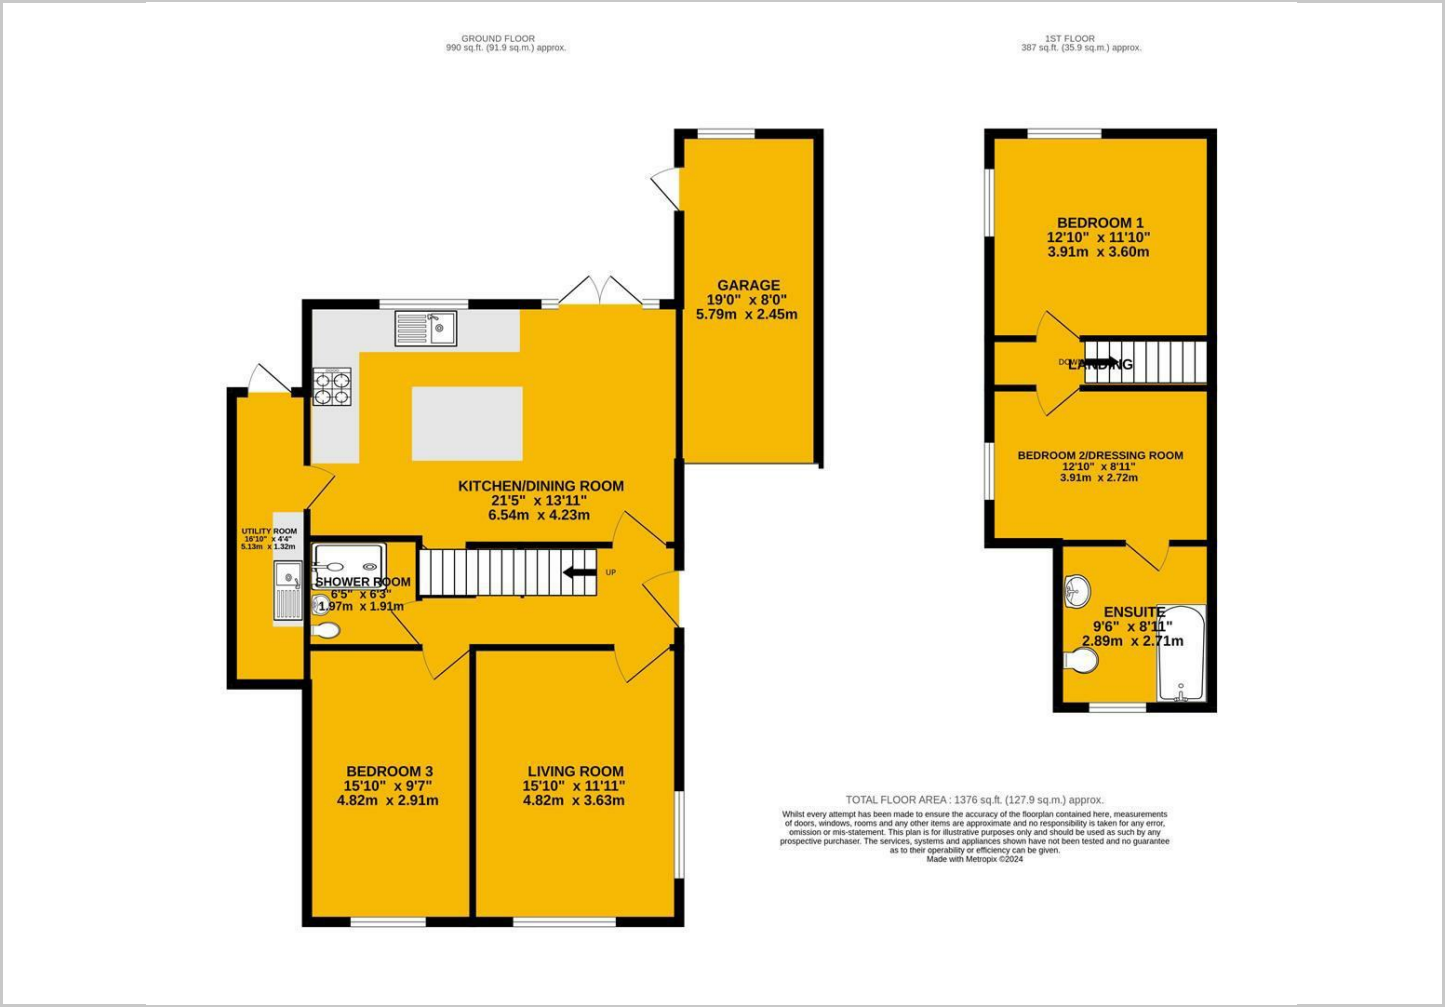 GROUND FLOOR
990 sq.ft. (91.9 sq.m.) approx.
1ST FLOOR
387 sq.ft. (35.9 sq.m.) approx.
BEDROOM 1
12'10" x 11'10"
3.91m x 3.60m
GARAGE
19'0" x 8'0"
5.79m x 2.45m
DOWN
LANDING
BEDROOM 2/DRESSING ROOM
12'10" x 8'11"
3.91m x 2.72m
KITCHEN/DINING ROOM
21'5" x 13'11"
6.54m x 4.23m
UTILITY ROOM
16'10" x 4'4"
5.13m x 1.32m
SHOWER ROOM
6'5" x 6'3"
1.97m x 1.91m
UP
ENSUITE
9'6" x 8'11"
2.89m x 2.71m
BEDROOM 3
15'10" x 9'7"
4.82m x 2.91m
LIVING ROOM
15'10" x 11'11"
4.82m x 3.63m
TOTAL FLOOR AREA : 1376 sq.ft. (127.9 sq.m.) approx.
Whilst every attempt has been made to ensure the accuracy of the floorplan contained here, measurements
of doors, windows, rooms and any other items are approximate and no responsibility is taken for any error,
omission or mis-statement. This plan is for illustrative purposes only and should be used as such by any
prospective purchaser. The services, systems and appliances shown have not been tested and no guarantee
as to their operability or efficiency can be given.
Made with Metropix ©2024